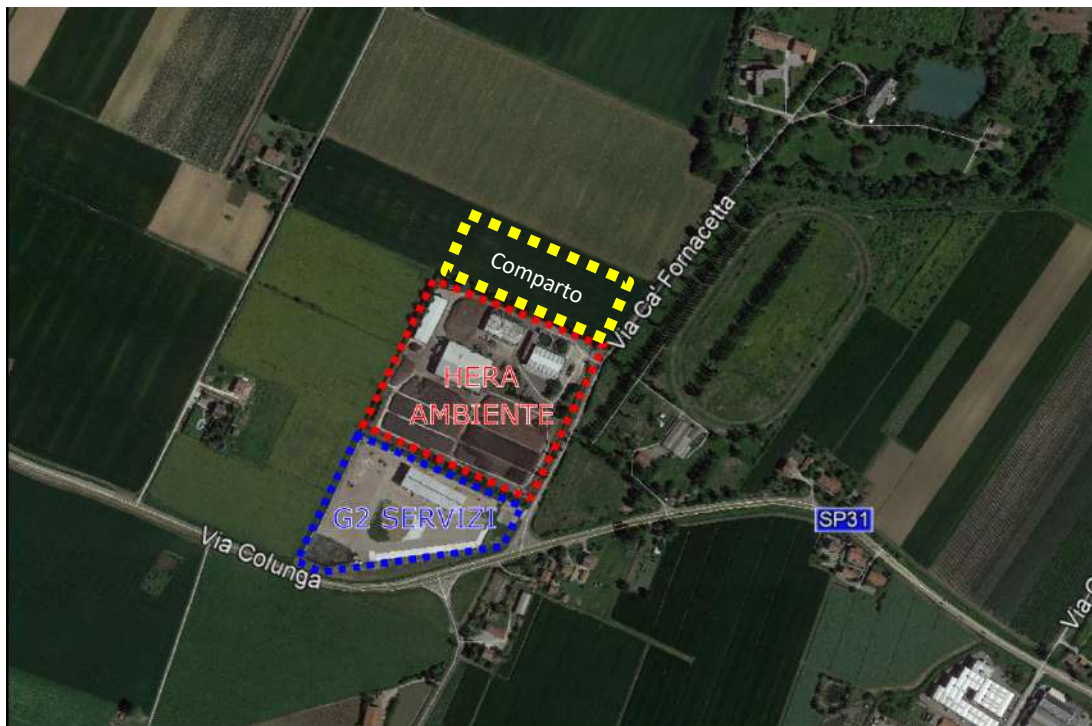 Comparto
Via Ca' Fornacetta
HERA
AMBIENTE
G2 SERVIZI
SP31
Via Colunga